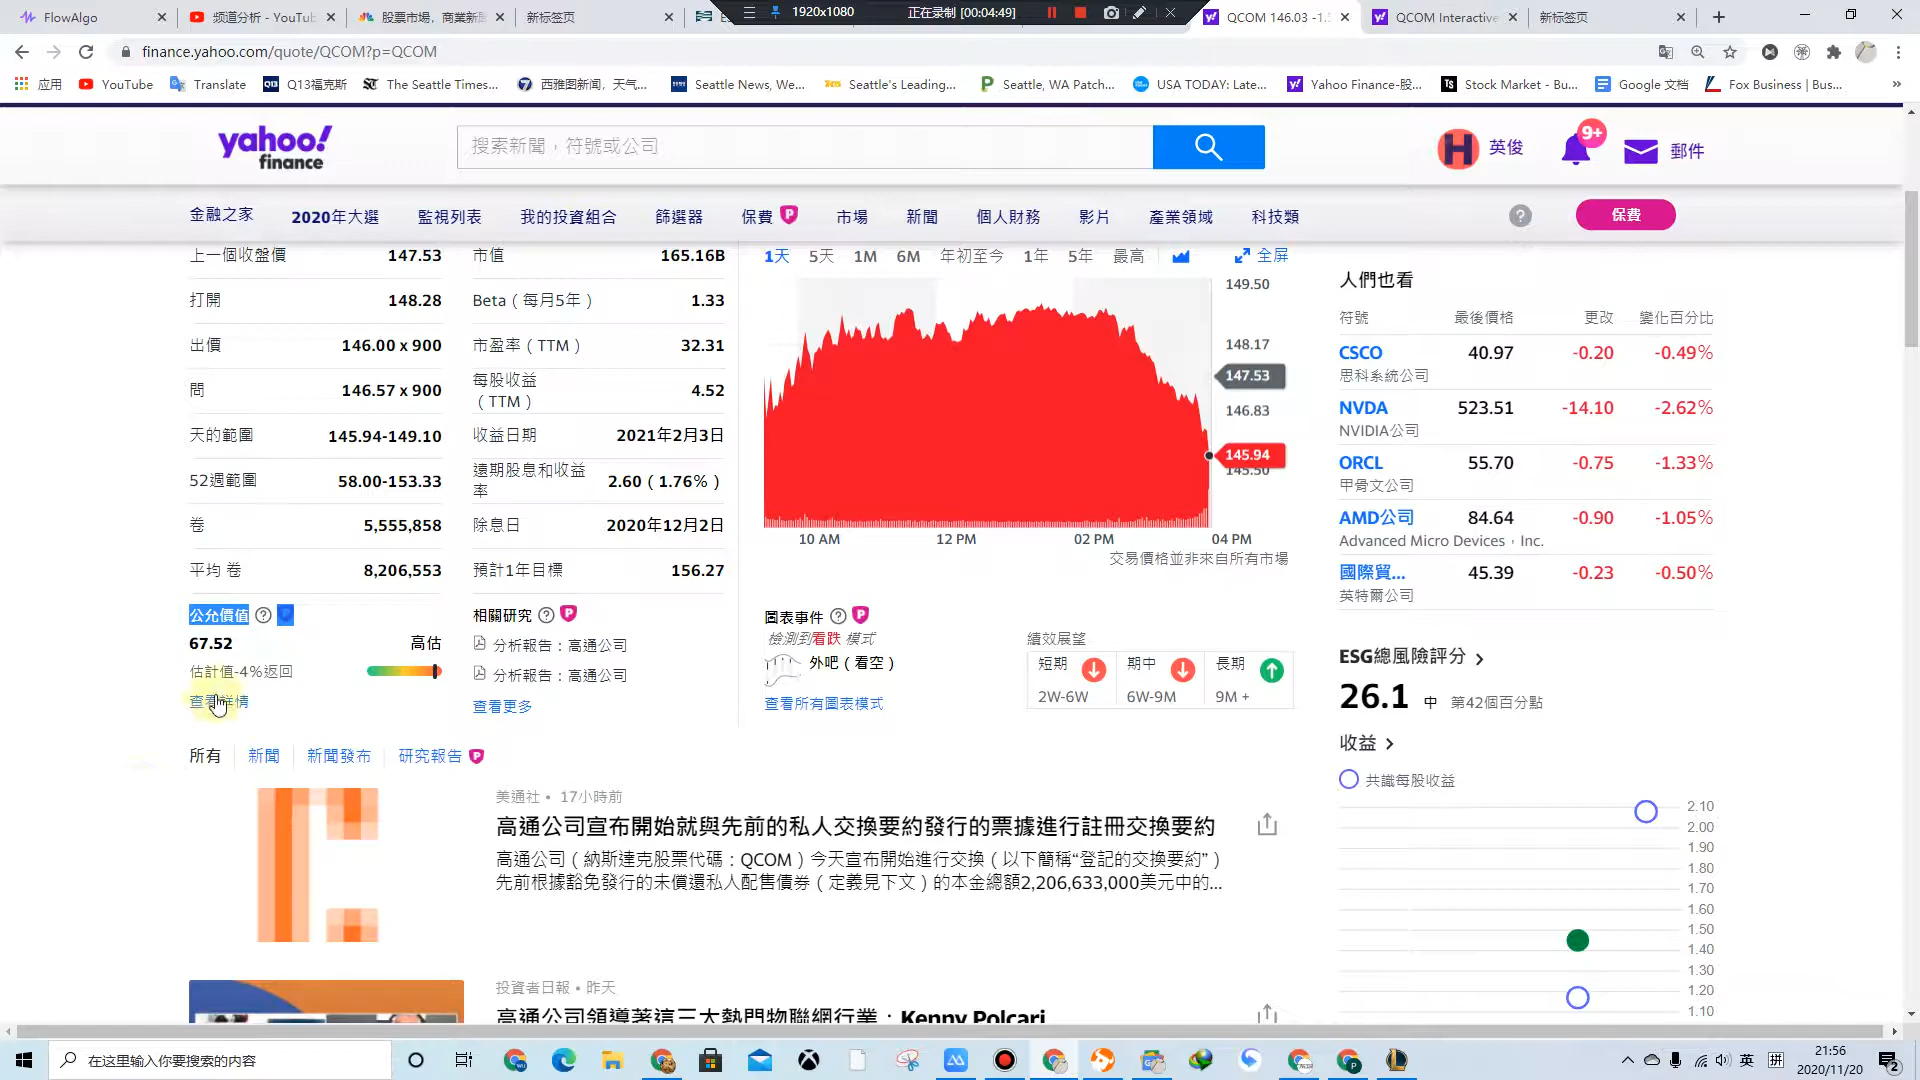 FlowAlgo
频道分析 - YouTub
股票市場，商業新
新标签页
1920x1080
正在录制 [00:04:49]
QCOM 146.03 -1.
QCOM Interactive
新标签页
finance.yahoo.com/quote/QCOM?p=QCOM
应用
YouTube
Translate
Q13福克斯
The Seattle Times...
西雅图新闻，天气...
Seattle News, We...
Seattle's Leading...
Seattle, WA Patch...
USA TODAY: Late...
Yahoo Finance-股...
Stock Market - Bu...
Google 文档
Fox Business | Bus...
yahoo!
finance
搜索新聞，符號或公司
H 英俊
9+
郵件
金融之家 2020年大選 監視列表 我的投資組合 篩選器 保費 市場 新聞 個人財務 影片 產業領域 科技類
保費
上一個收盤價 147.53
打開 148.28
出價 146.00 x 900
問 146.57 x 900
天的範圍 145.94-149.10
52週範圍 58.00-153.33
卷 5,555,858
平均 卷 8,206,553
公允價值
67.52 高估
估計值-4%返回
查看詳情
市值 165.16B
Beta（每月5年） 1.33
市盈率（TTM） 32.31
每股收益
（TTM） 4.52
收益日期 2021年2月3日
遠期股息和收益
率 2.60（1.76%）
除息日 2020年12月2日
預計1年目標 156.27
相關研究
分析報告：高通公司
分析報告：高通公司
查看更多
1天 5天 1M 6M 年初至今 1年 5年 最高
全屏
149.50
148.17
147.53
146.83
145.94
145.50
10 AM 12 PM 02 PM 04 PM
交易價格並非來自所有市場
圖表事件
檢測到看跌 模式
外吧（看空）
查看所有圖表模式
績效展望
短期 期中 長期
2W-6W 6W-9M 9M +
人們也看
符號 最後價格 更改 變化百分比
CSCO 40.97 -0.20 -0.49%
思科系統公司
NVDA 523.51 -14.10 -2.62%
NVIDIA公司
ORCL 55.70 -0.75 -1.33%
甲骨文公司
AMD公司 84.64 -0.90 -1.05%
Advanced Micro Devices，Inc.
國際貿... 45.39 -0.23 -0.50%
英特爾公司
ESG總風險評分
26.1 中 第42個百分點
收益
共識每股收益
2.10
2.00
1.90
1.80
1.70
1.60
1.50
1.40
1.30
1.20
1.10
所有 新聞 新聞發布 研究報告
美通社 • 17小時前
高通公司宣布開始就與先前的私人交換要約發行的票據進行註冊交換要約
高通公司（納斯達克股票代碼：QCOM）今天宣布開始進行交換（以下簡稱“登記的交換要約”）
先前根據豁免發行的未償還私人配售債券（定義見下文）的本金總額2,206,633,000美元中的...
投資者日報 • 昨天
高通公司領導著這三大熱門物聯網行業：Kenny Polcari
在这里输入你要搜索的内容
英
拼
21:56
2020/11/20
2